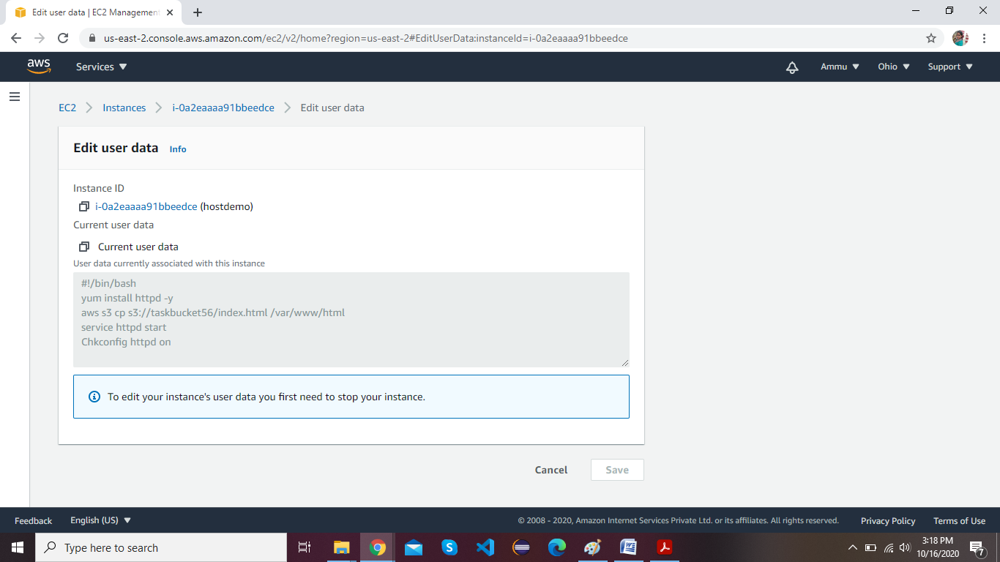 Edit user data | EC2 Management
us-east-2.console.aws.amazon.com/ec2/v2/home?region=us-east-2#EditUserData:instanceId=i-0a2eaaaa91bbeedce
aws
Services
Ammu
Ohio
Support
EC2
Instances
i-0a2eaaaa91bbeedce
Edit user data
Edit user data Info
Instance ID
i-0a2eaaaa91bbeedce (hostdemo)
Current user data
Current user data
User data currently associated with this instance
#!/bin/bash
yum install httpd -y
aws s3 cp s3://taskbucket56/index.html /var/www/html
service httpd start
Chkconfig httpd on
To edit your instance's user data you first need to stop your instance.
Cancel
Save
Feedback
English (US)
© 2008 - 2020, Amazon Internet Services Private Ltd. or its affiliates. All rights reserved.
Privacy Policy
Terms of Use
Type here to search
3:18 PM
10/16/2020
7